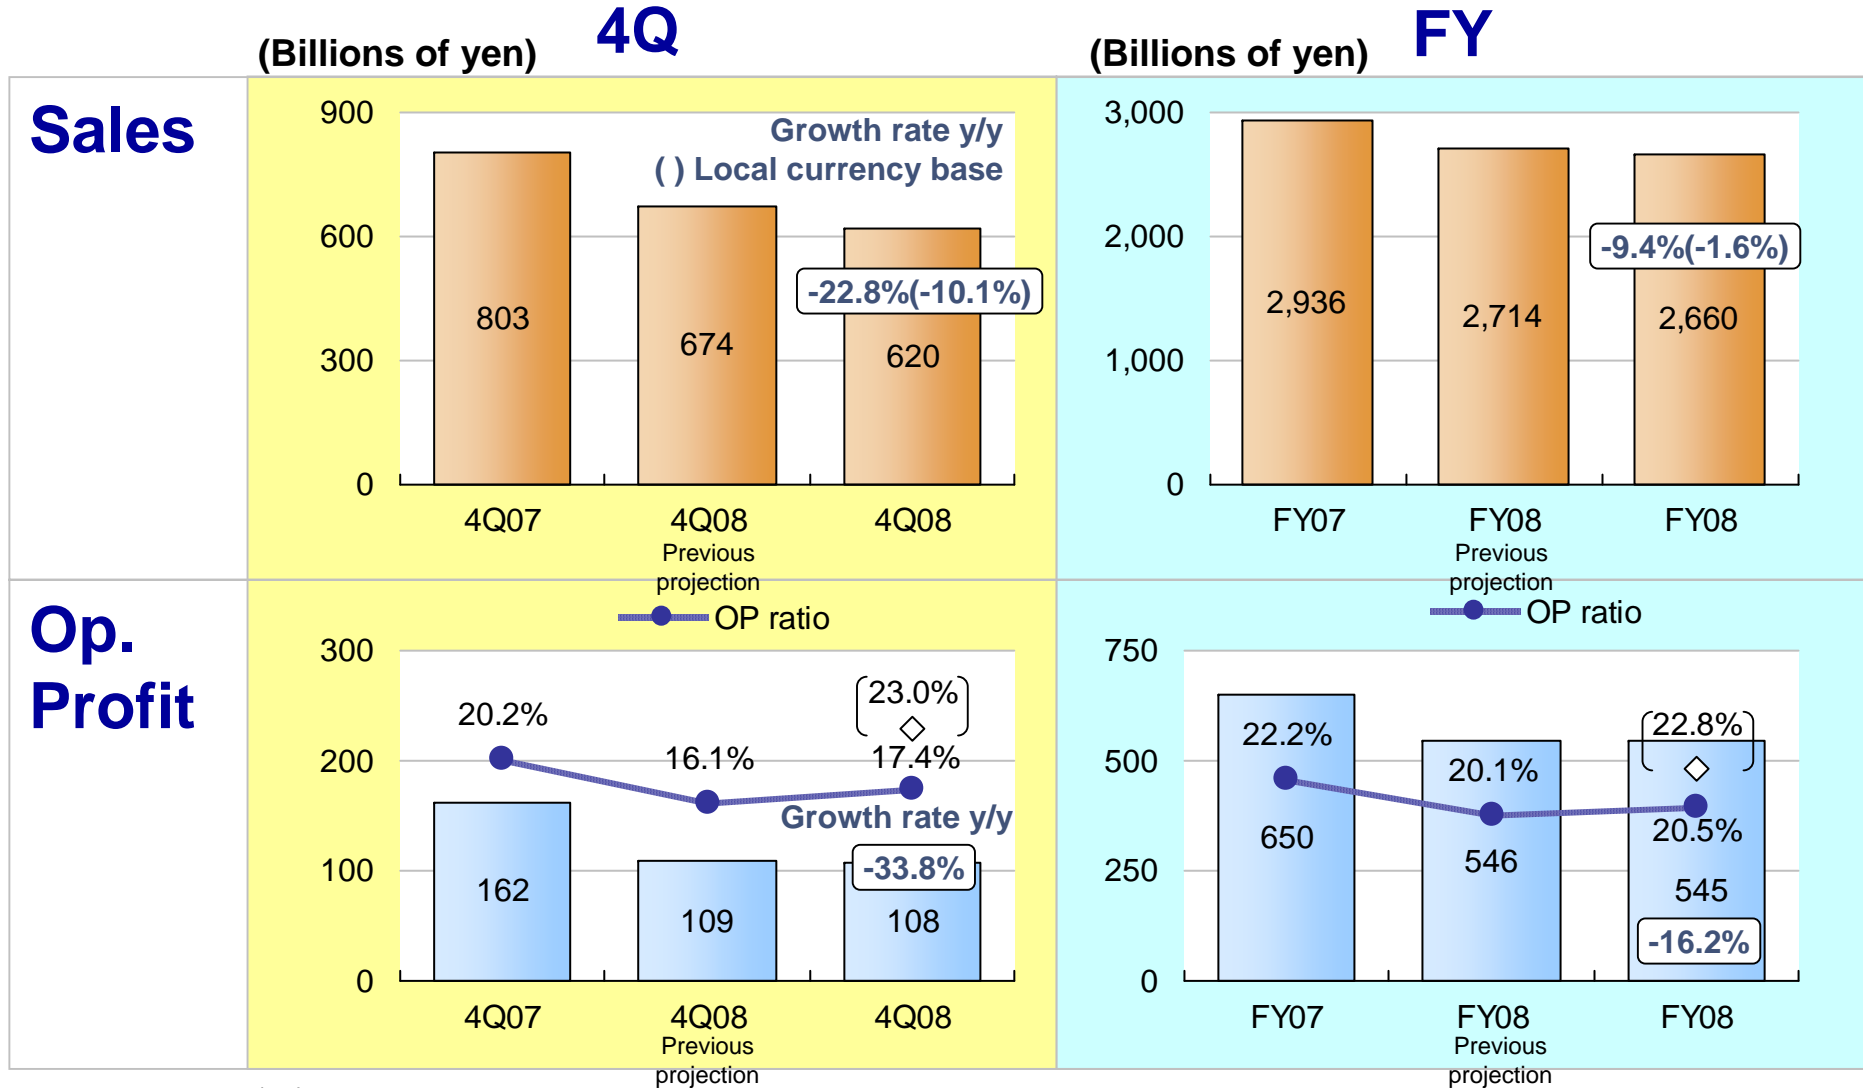 4Q
FY
(Billions of yen)
(Billions of yen)
Sales
900
600
300
0
Growth rate y/y
( ) Local currency base
803
674
620
-22.8%(-10.1%)
4Q07
4Q08
4Q08
Previous
projection
3,000
2,000
1,000
0
2,936
2,714
2,660
-9.4%(-1.6%)
FY07
FY08
FY08
Previous
projection
Op.
Profit
OP ratio
300
200
100
0
20.2%
16.1%
23.0%
17.4%
Growth rate y/y
-33.8%
162
109
108
4Q07
4Q08
4Q08
Previous
projection
OP ratio
750
500
250
0
22.2%
20.1%
22.8%
20.5%
650
546
545
-16.2%
FY07
FY08
FY08
Previous
projection